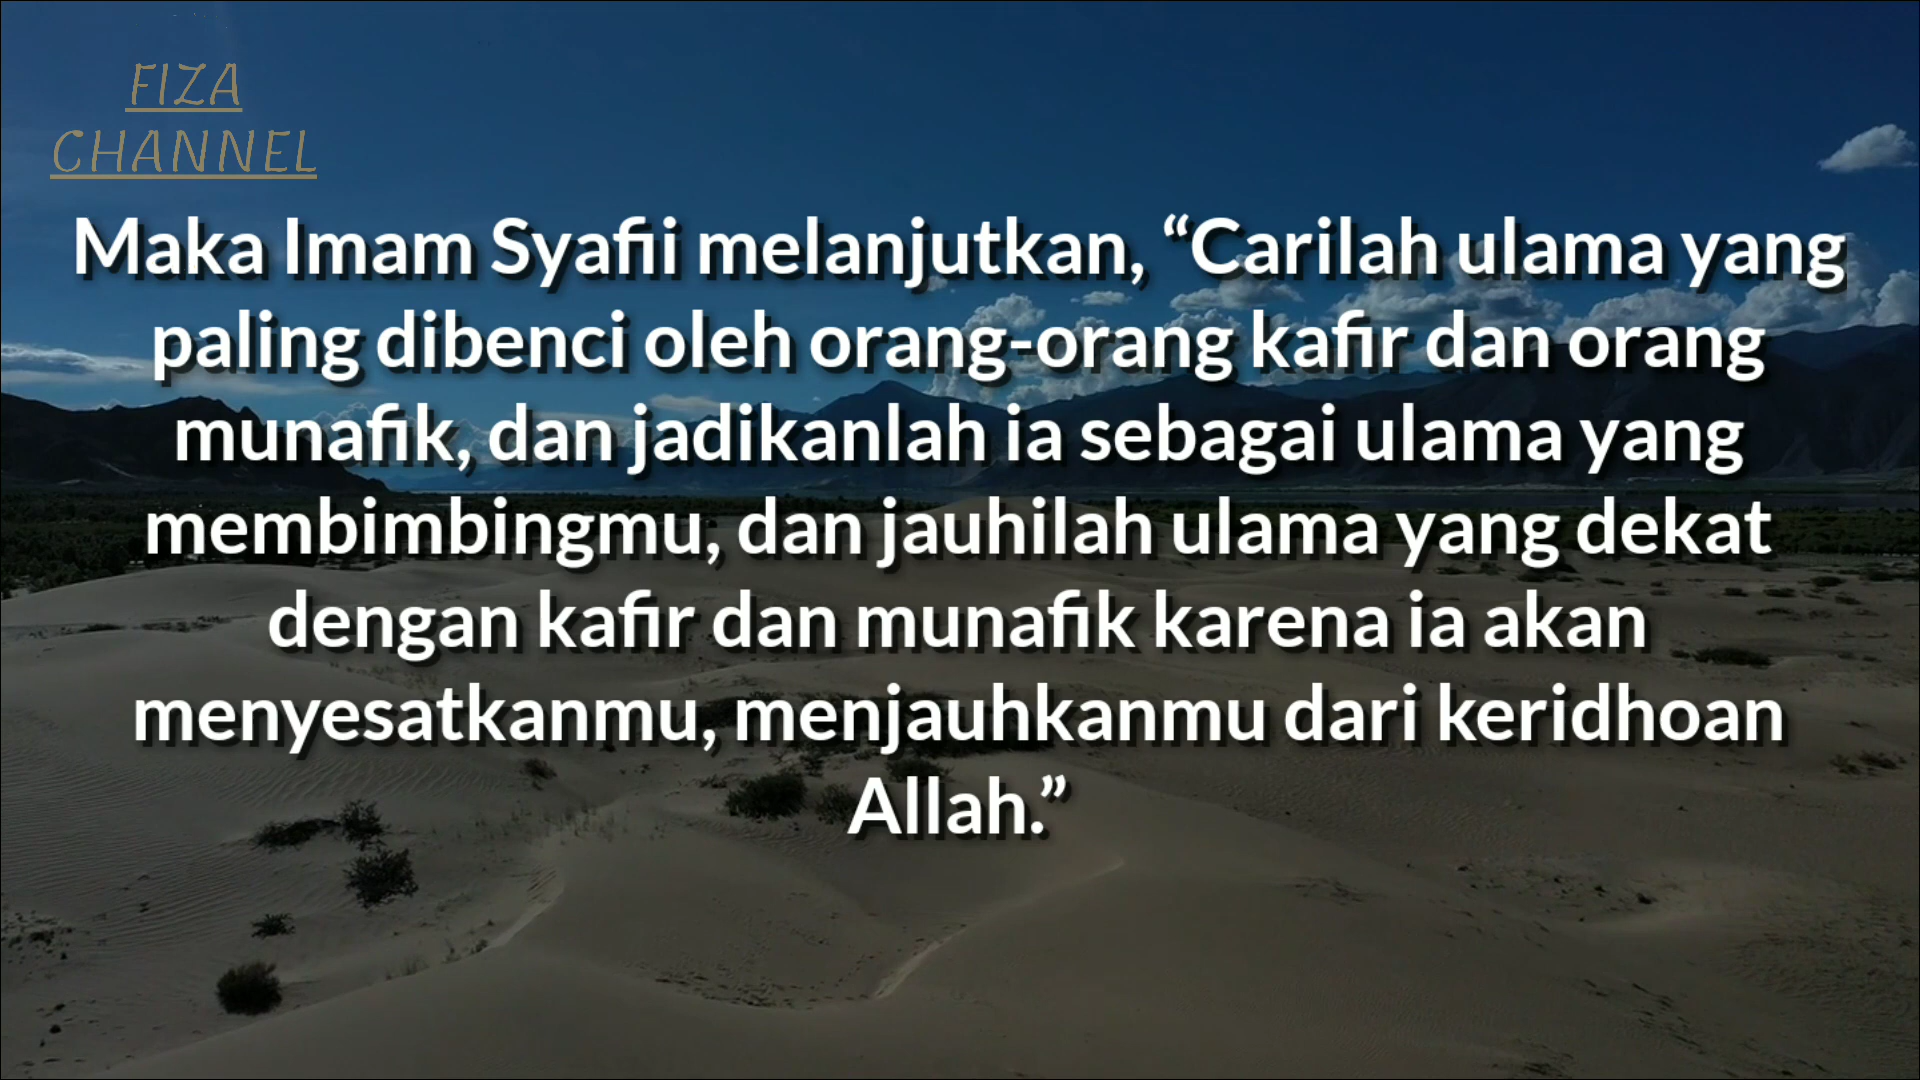 FIZA
CHANNEL
Maka Imam Syafii melanjutkan, “Carilah ulama yang
paling dibenci oleh orang-orang kafir dan orang
munafik, dan jadikanlah ia sebagai ulama yang
membimbingmu, dan jauhilah ulama yang dekat
dengan kafir dan munafik karena ia akan
menyesatkanmu, menjauhkanmu dari keridhoan
Allah.”